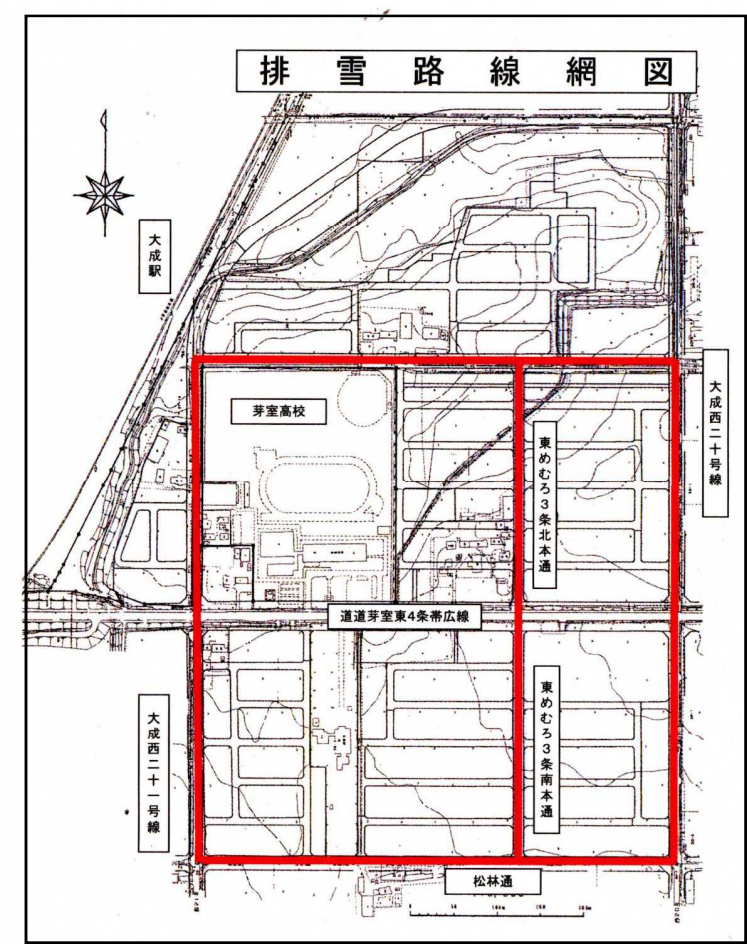 排雪路線網図
大成駅
大成西二十号線
芽室高校
東めむろ3条北本通
道道芽室東4条帯広線
東めむろ3条南本通
大成西二十一号線
松林通